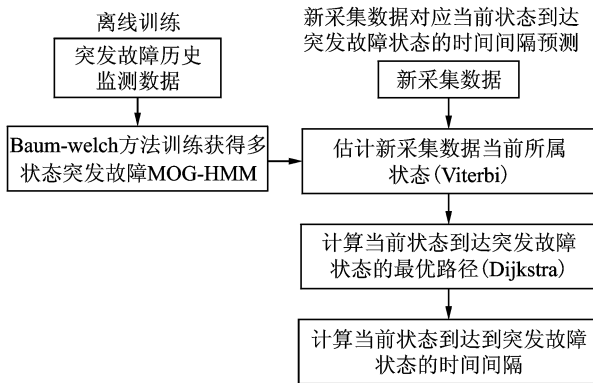 离线训练
突发故障历史
监测数据
Baum-welch方法训练获得多
状态突发故障MOG-HMM
新采集数据对应当前状态到达
突发故障状态的时间间隔预测
新采集数据
估计新采集数据当前所属
状态(Viterbi)
计算当前状态到达突发故障
状态的最优路径(Dijkstra)
计算当前状态到达到突发故障
状态的时间间隔